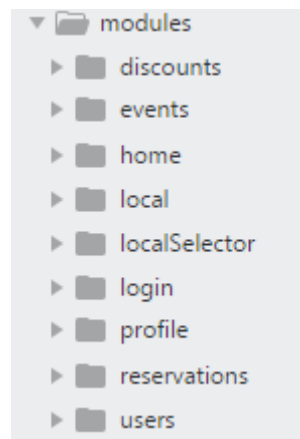 modules
discounts
events
home
local
localSelector
login
profile
reservations
users